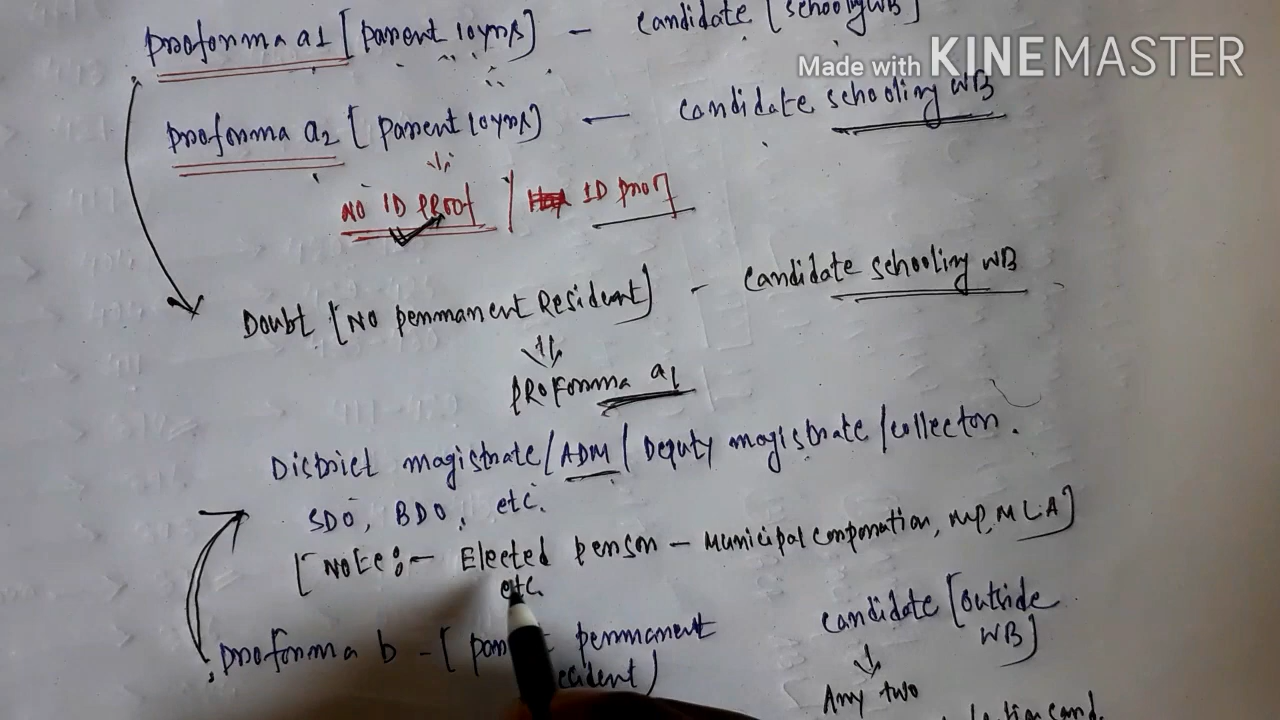 Proforma a1 [parent 10yrs] - candidate [schooling WB]
Made with KINEMASTER
Proforma a2 [parent 10yrs] - candidate schooling WB
NO ID PROOF / ID proof
Doubt [No permanent Resident] - candidate schooling WB
PROFORMA a1
District magistrate/ADM/Deputy magistrate/collector.
SDO, BDO, etc.
[Note:- Elected person - Municipal corporation, MP, MLA]
etc.
Proforma b - [ permanent
candidate [outside
WB]
Any two